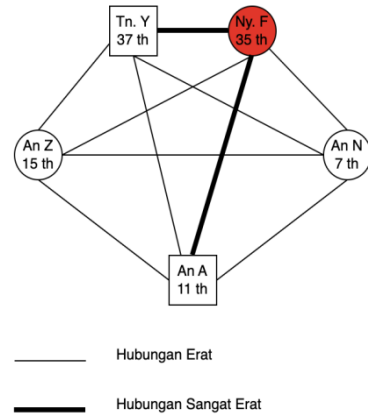 Tn. Y
37 th
Ny. F
35 th
An Z
15 th
An N
7 th
An A
11 th
Hubungan Erat
Hubungan Sangat Erat